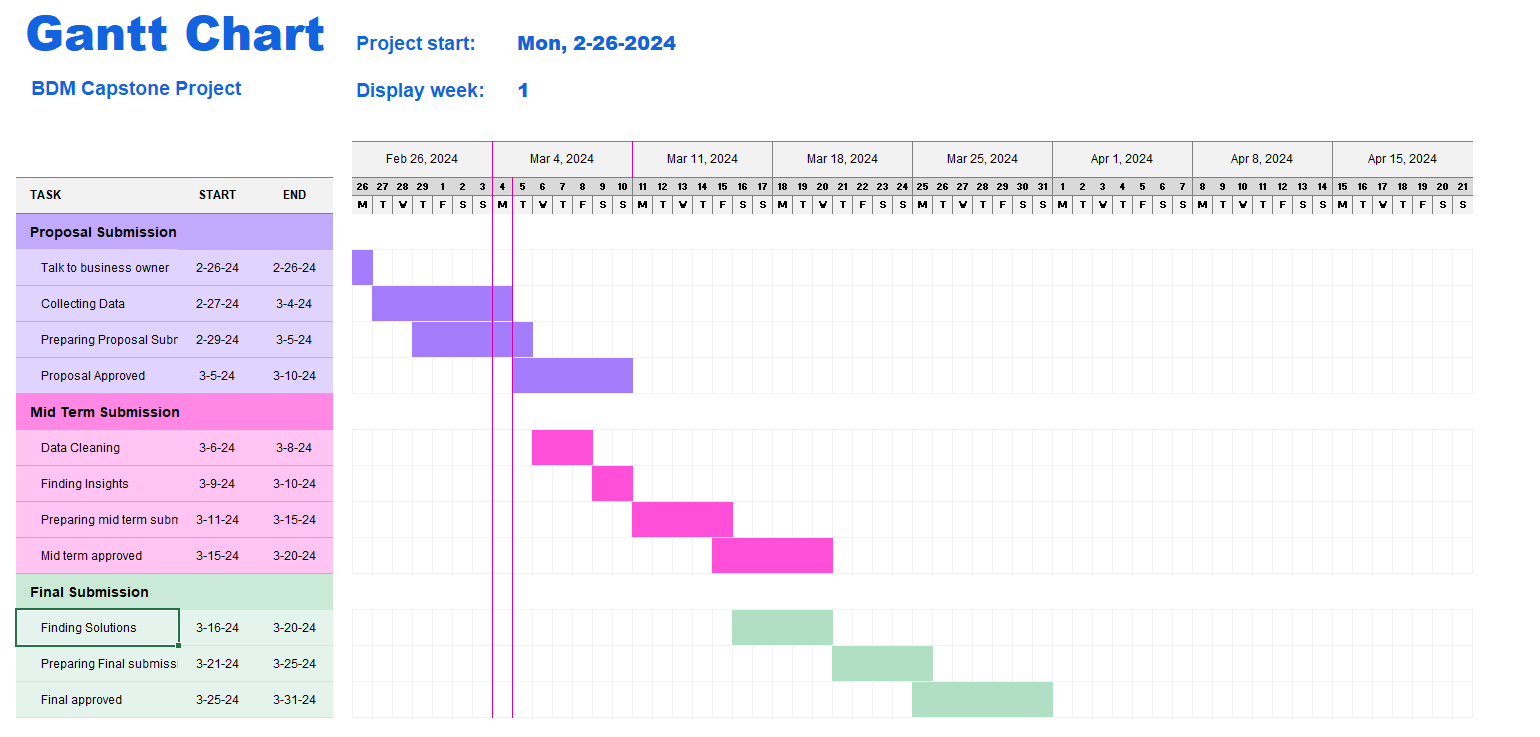 Gantt Chart
Project start: Mon, 2-26-2024
BDM Capstone Project
Display week: 1
Feb 26, 2024 Mar 4, 2024 Mar 11, 2024 Mar 18, 2024 Mar 25, 2024 Apr 1, 2024 Apr 8, 2024 Apr 15, 2024
TASK START END
26 27 28 29 1 2 3 4 5 6 7 8 9 10 11 12 13 14 15 16 17 18 19 20 21 22 23 24 25 26 27 28 29 30 31 1 2 3 4 5 6 7 8 9 10 11 12 13 14 15 16 17 18 19 20 21
M T W T F S S M T W T F S S M T W T F S S M T W T F S S M T W T F S S M T W T F S S M T W T F S S M T W T F S S
Proposal Submission
Talk to business owner 2-26-24 2-26-24
Collecting Data 2-27-24 3-4-24
Preparing Proposal Subr 2-29-24 3-5-24
Proposal Approved 3-5-24 3-10-24
Mid Term Submission
Data Cleaning 3-6-24 3-8-24
Finding Insights 3-9-24 3-10-24
Preparing mid term subm 3-11-24 3-15-24
Mid term approved 3-15-24 3-20-24
Final Submission
Finding Solutions 3-16-24 3-20-24
Preparing Final submissi 3-21-24 3-25-24
Final approved 3-25-24 3-31-24